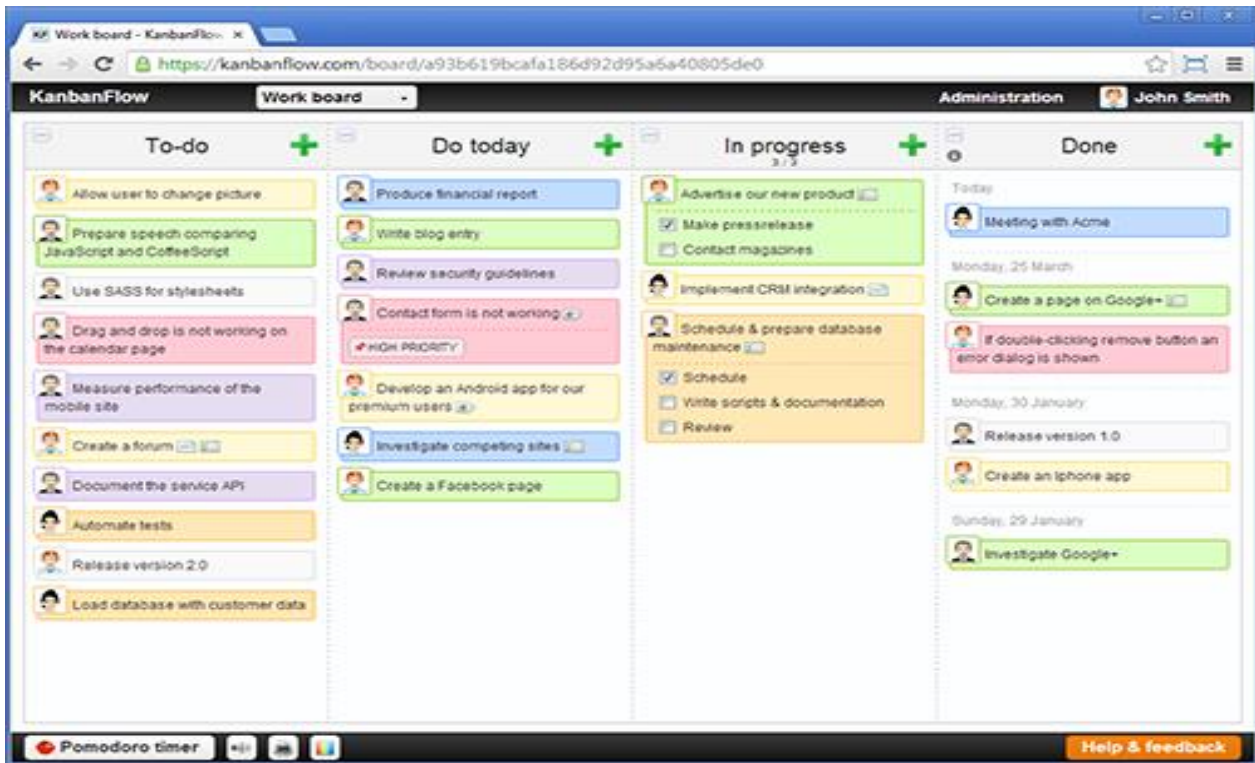 Work board - KanbanFlo
https://kanbanflow.com/board/a93b619bcafa186d92d95a6a40805de0
KanbanFlow
Work board
Administration
John Smith
To-do
Allow user to change picture
Prepare speech comparing
JavaScript and CoffeeScript
Use SASS for stylesheets
Drag and drop is not working on
the calendar page
Measure performance of the
mobile site
Create a forum
Document the service API
Automate tests
Release version 2.0
Load database with customer data
Do today
Produce financial report
Write blog entry
Review security guidelines
Contact form is not working
HIGH PRIORITY
Develop an Android app for our
premium users
Investigate competing sites
Create a Facebook page
In progress
3 / 3
Advertise our new product
Make pressrelease
Contact magazines
Implement CRM integration
Schedule & prepare database
maintenance
Schedule
Write scripts & documentation
Review
Done
Today
Meeting with Acme
Monday, 25 March
Create a page on Google+
If double-clicking remove button an
error dialog is shown
Monday, 30 January
Release version 1.0
Create an Iphone app
Sunday, 29 January
Investigate Google+
Pomodoro timer
Help & feedback